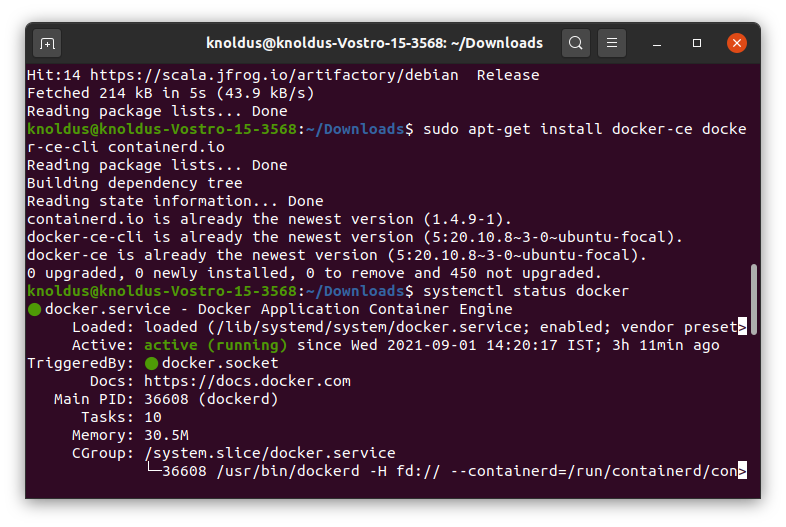 knoldus@knoldus-Vostro-15-3568: ~/Downloads
Hit:14 https://scala.jfrog.io/artifactory/debian  Release
Fetched 214 kB in 5s (43.9 kB/s)
Reading package lists... Done
knoldus@knoldus-Vostro-15-3568:~/Downloads$ sudo apt-get install docker-ce docke
r-ce-cli containerd.io
Reading package lists... Done
Building dependency tree
Reading state information... Done
containerd.io is already the newest version (1.4.9-1).
docker-ce-cli is already the newest version (5:20.10.8~3-0~ubuntu-focal).
docker-ce is already the newest version (5:20.10.8~3-0~ubuntu-focal).
0 upgraded, 0 newly installed, 0 to remove and 450 not upgraded.
knoldus@knoldus-Vostro-15-3568:~/Downloads$ systemctl status docker
● docker.service - Docker Application Container Engine
     Loaded: loaded (/lib/systemd/system/docker.service; enabled; vendor preset>
     Active: active (running) since Wed 2021-09-01 14:20:17 IST; 3h 11min ago
TriggeredBy: ● docker.socket
       Docs: https://docs.docker.com
   Main PID: 36608 (dockerd)
      Tasks: 10
     Memory: 30.5M
     CGroup: /system.slice/docker.service
             └─36608 /usr/bin/dockerd -H fd:// --containerd=/run/containerd/con>